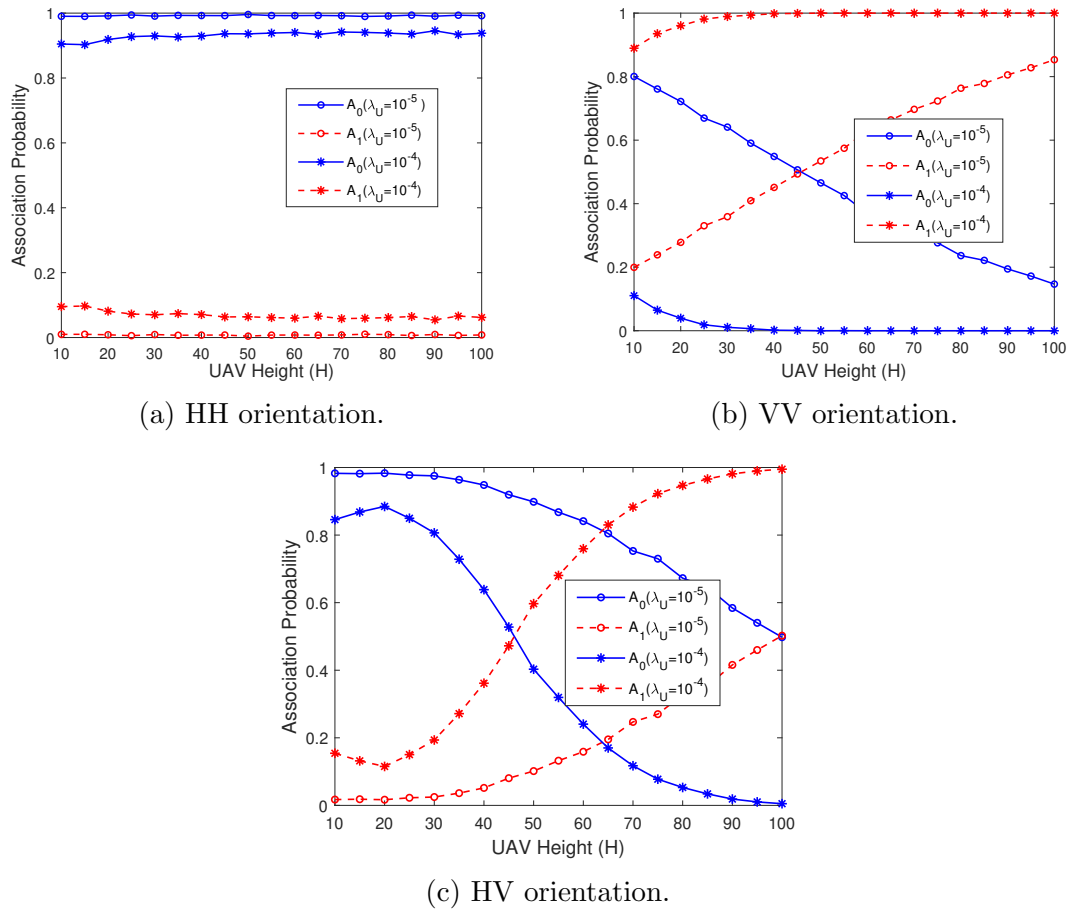 1
0.8
0.6
0.4
0.2
0
Association Probability
A0(λU=10-5 )
A1(λU=10-5)
A0(λU=10-4)
A1(λU=10-4)
10 20 30 40 50 60 70 80 90 100
UAV Height (H)
(a) HH orientation.
1
0.8
0.6
0.4
0.2
0
Association Probability
A0(λU=10-5)
A1(λU=10-5)
A0(λU=10-4)
A1(λU=10-4)
10 20 30 40 50 60 70 80 90 100
UAV Height (H)
(b) VV orientation.
1
0.8
0.6
0.4
0.2
0
Association Probability
A0(λU=10-5)
A1(λU=10-5)
A0(λU=10-4)
A1(λU=10-4)
10 20 30 40 50 60 70 80 90 100
UAV Height (H)
(c) HV orientation.